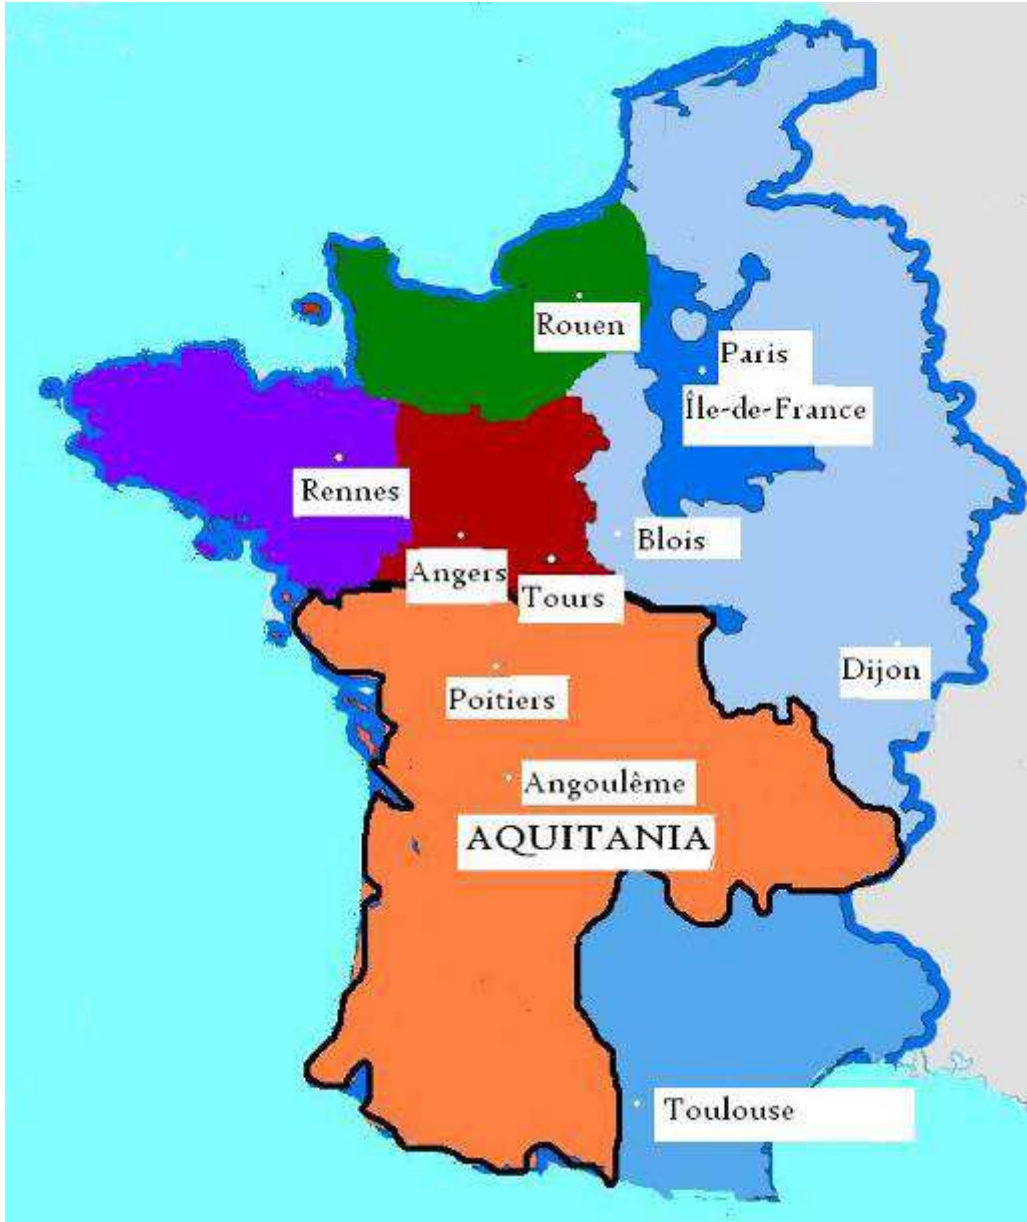 Rouen
Paris
Île-de-France
Rennes
Blois
Angers
Tours
Dijon
Poitiers
Angoulême
AQUITANIA
Toulouse